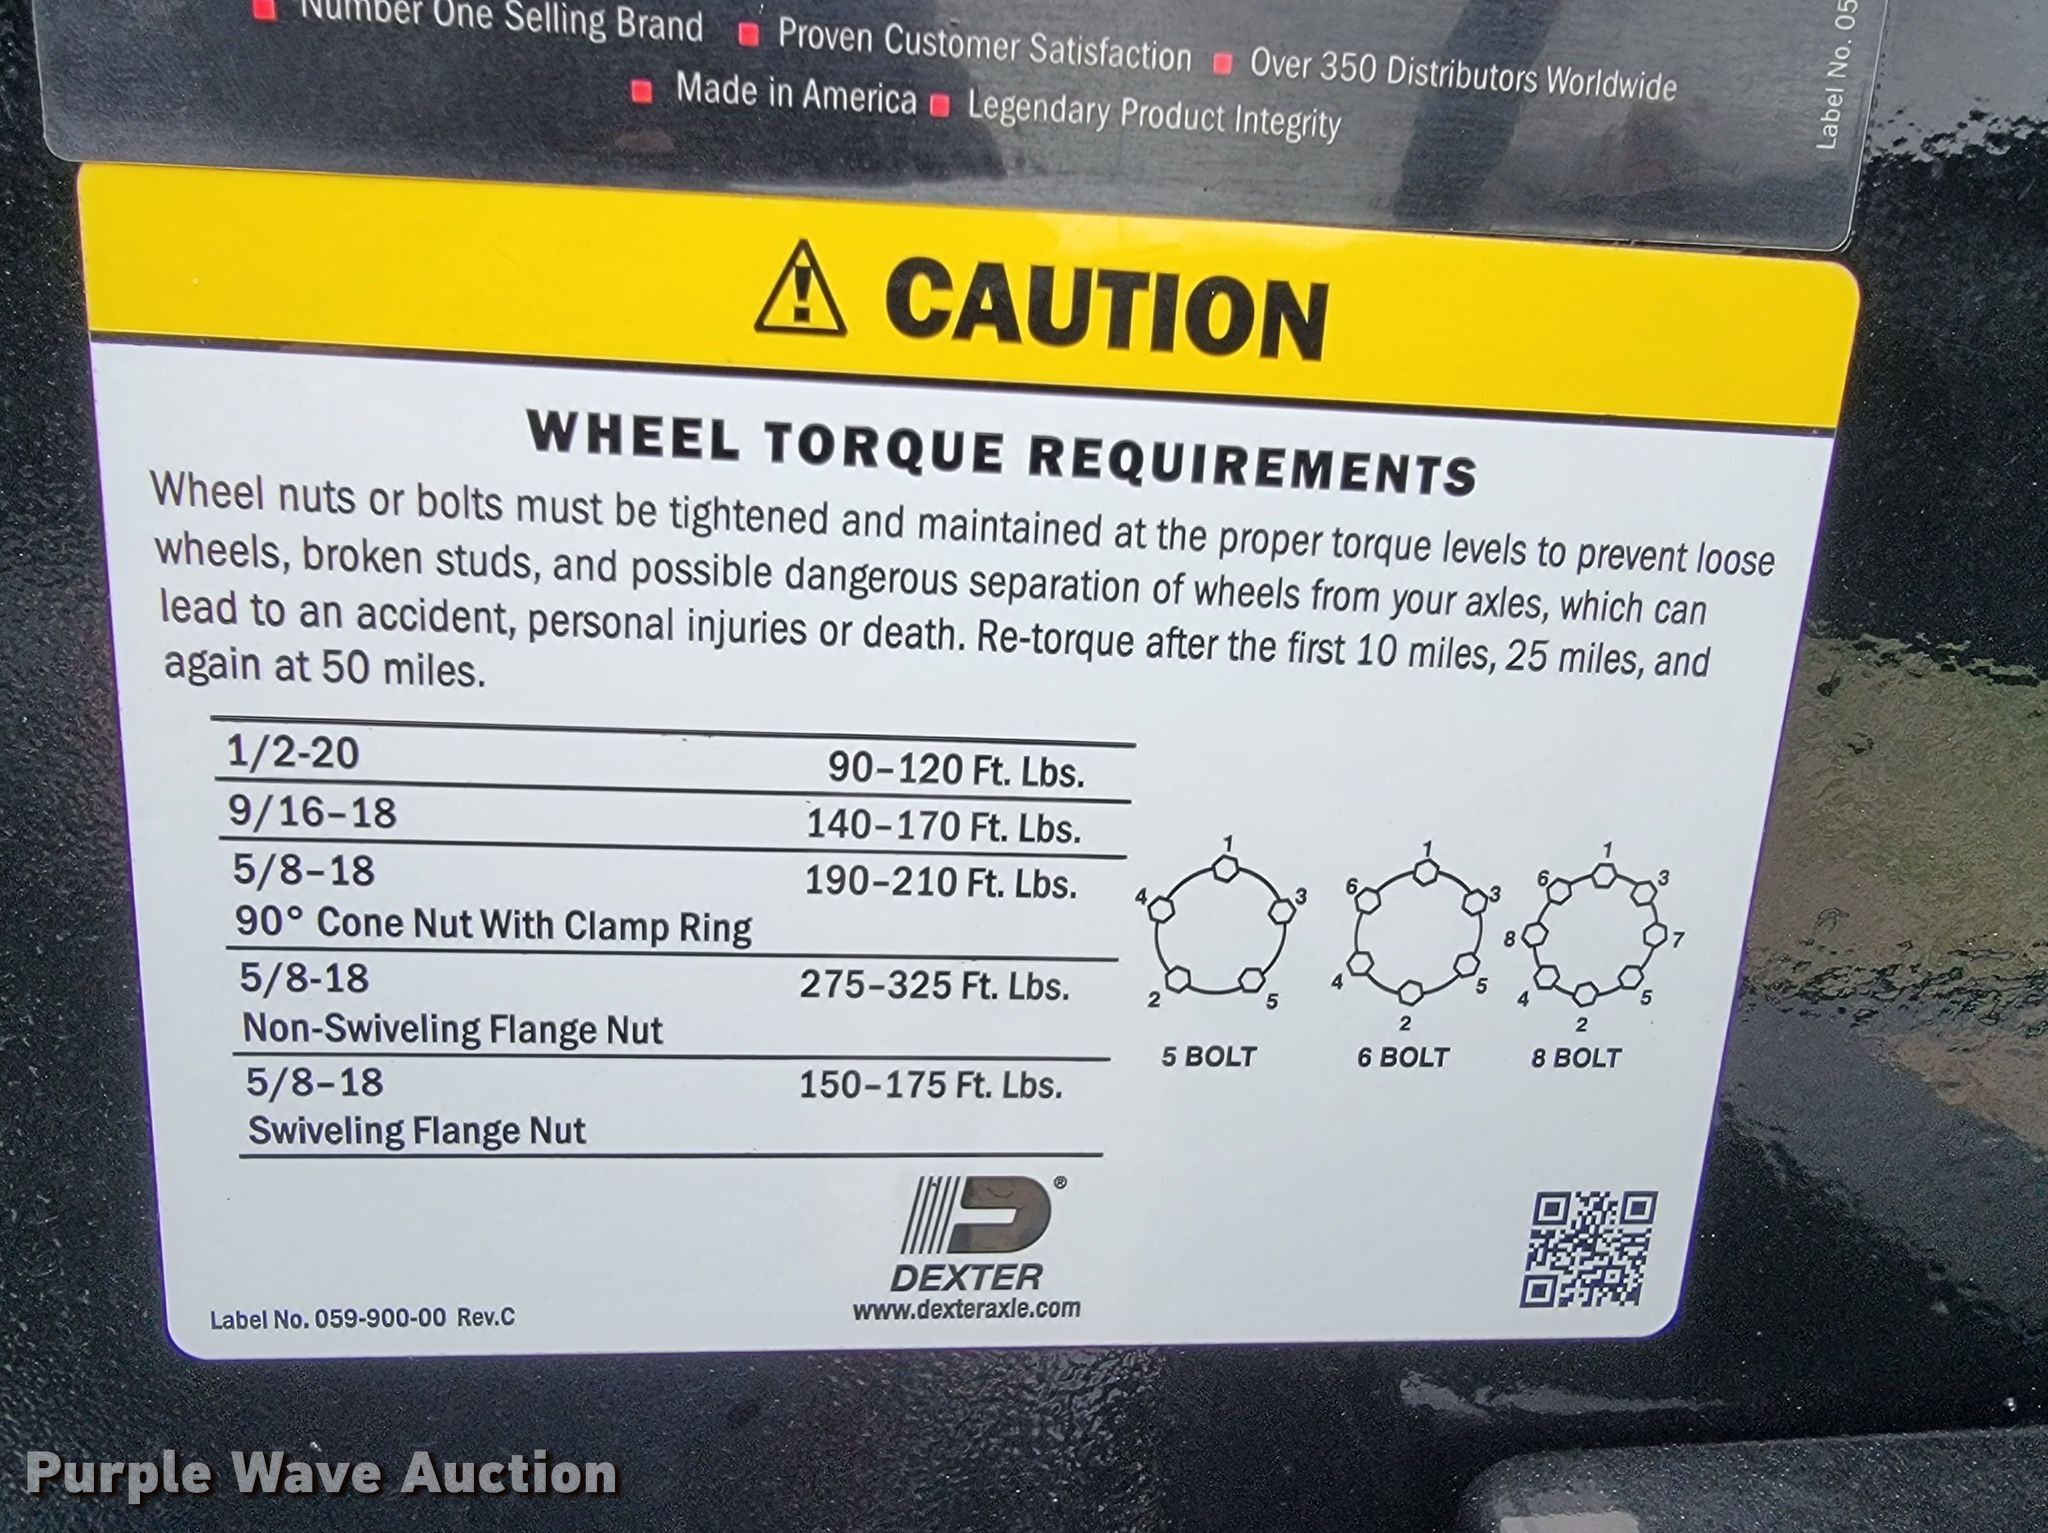 Number One Selling Brand Proven Customer Satisfaction Over 350 Distributors Worldwide
Made in America Legendary Product Integrity
Label No. 05
CAUTION
WHEEL TORQUE REQUIREMENTS
Wheel nuts or bolts must be tightened and maintained at the proper torque levels to prevent loose
wheels, broken studs, and possible dangerous separation of wheels from your axles, which can
lead to an accident, personal injuries or death. Re-torque after the first 10 miles, 25 miles, and
again at 50 miles.
1/2-20 90–120 Ft. Lbs.
9/16–18 140–170 Ft. Lbs.
5/8–18 190–210 Ft. Lbs.
90° Cone Nut With Clamp Ring
5/8-18 275–325 Ft. Lbs.
Non-Swiveling Flange Nut
5/8–18 150–175 Ft. Lbs.
Swiveling Flange Nut
1
4 3
2 5
5 BOLT
1
6 3
4 5
2
6 BOLT
1
6 3
8 7
4 5
2
8 BOLT
D®
DEXTER
www.dexteraxle.com
Label No. 059-900-00 Rev.C
Purple Wave Auction